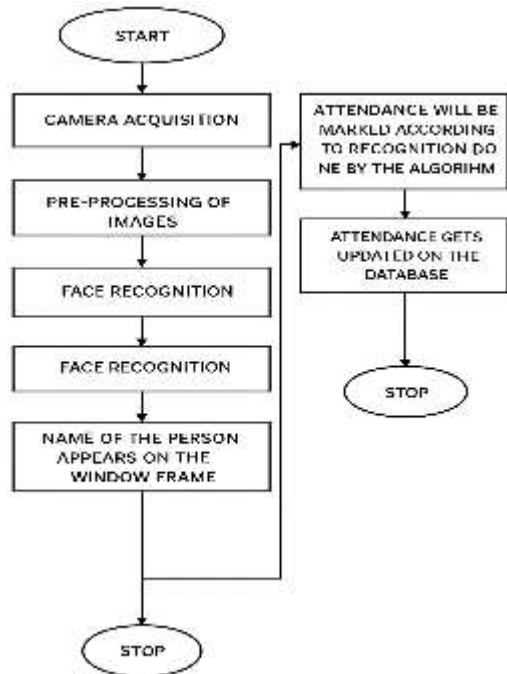 START
CAMERA ACQUISITION
PRE-PROCESSING OF
IMAGES
FACE RECOGNITION
FACE RECOGNITION
NAME OF THE PERSON
APPEARS ON THE
WINDOW FRAME
STOP
ATTENDANCE WILL BE
MARKED ACCORDING
TO RECOGNITION DO
NE BY THE ALGORIHM
ATTENDANCE GETS
UPDATED ON THE
DATABASE
STOP